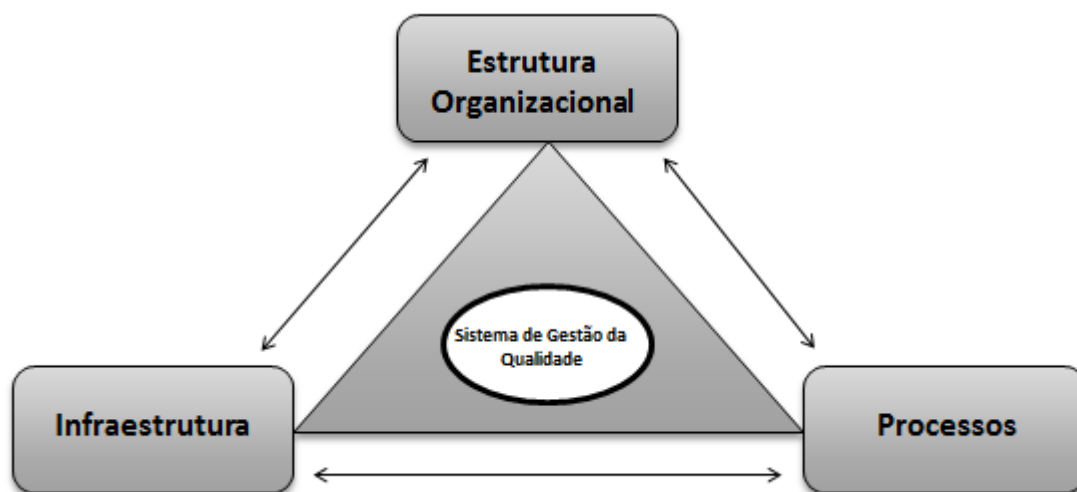 Estrutura
Organizacional
Sistema de Gestão da
Qualidade
Infraestrutura
Processos